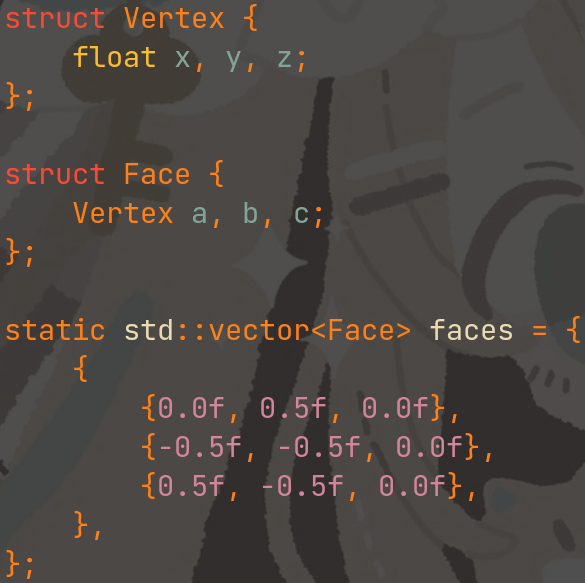 struct Vertex {
    float x, y, z;
};

struct Face {
    Vertex a, b, c;
};

static std::vector<Face> faces = {
    {
        {0.0f, 0.5f, 0.0f},
        {-0.5f, -0.5f, 0.0f},
        {0.5f, -0.5f, 0.0f},
    },
};